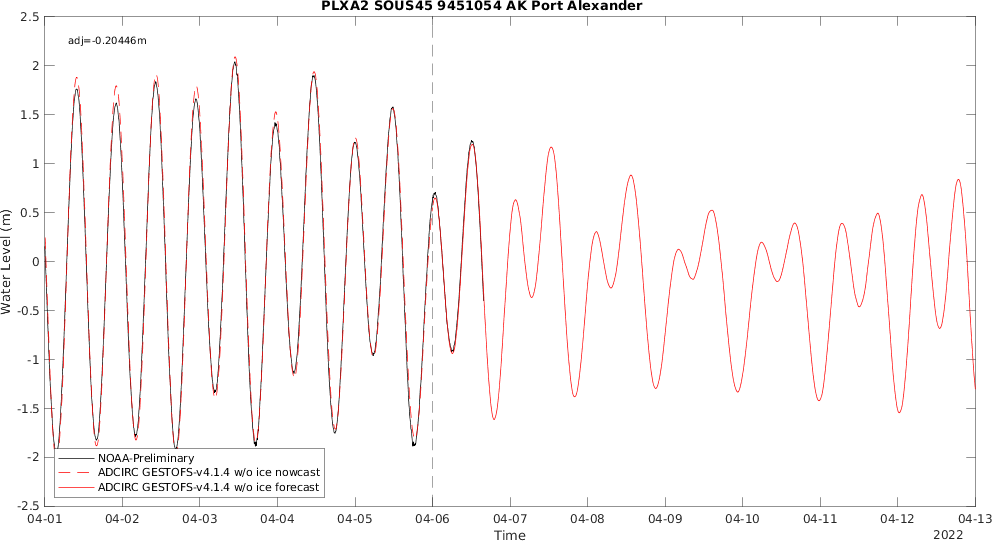 PLXA2 SOUS45 9451054 AK Port Alexander
adj=-0.20446m
2.5
2
1.5
1
0.5
0
-0.5
-1
-1.5
-2
-2.5
Water Level (m)
NOAA-Preliminary
ADCIRC GESTOFS-v4.1.4 w/o ice nowcast
ADCIRC GESTOFS-v4.1.4 w/o ice forecast
04-01 04-02 04-03 04-04 04-05 04-06 04-07 04-08 04-09 04-10 04-11 04-12 04-13
Time
2022